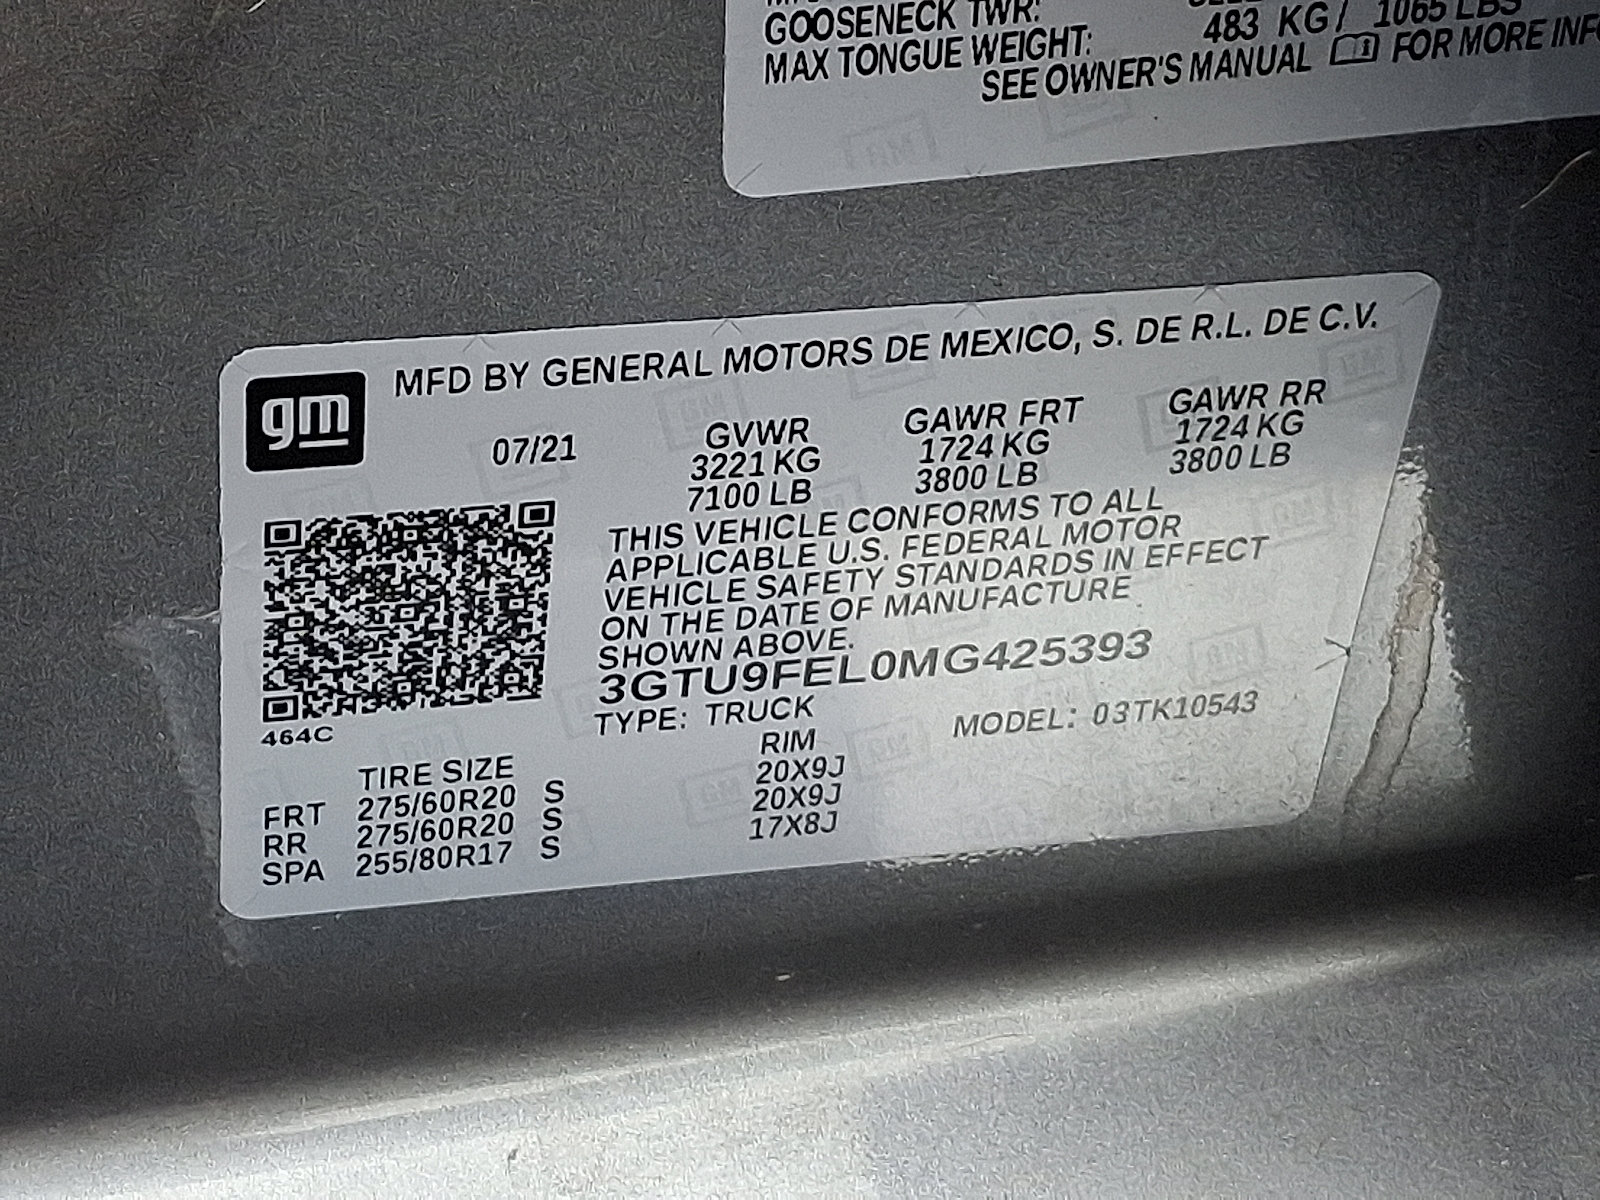 GOOSENECK TWR:
483 KG / 1065 LBS
MAX TONGUE WEIGHT:
SEE OWNER'S MANUAL FOR MORE
gm
MFD BY GENERAL MOTORS DE MEXICO, S. DE R.L. DE C.V.
07/21
GVWR GAWR FRT GAWR RR
3221 KG 1724 KG 1724 KG
7100 LB 3800 LB 3800 LB
THIS VEHICLE CONFORMS TO ALL
APPLICABLE U.S. FEDERAL MOTOR
VEHICLE SAFETY STANDARDS IN EFFECT
ON THE DATE OF MANUFACTURE
SHOWN ABOVE.
3GTU9FEL0MG425393
TYPE: TRUCK MODEL: 03TK10543
464C
TIRE SIZE RIM
FRT 275/60R20 S 20X9J
RR 275/60R20 S 20X9J
SPA 255/80R17 S 17X8J